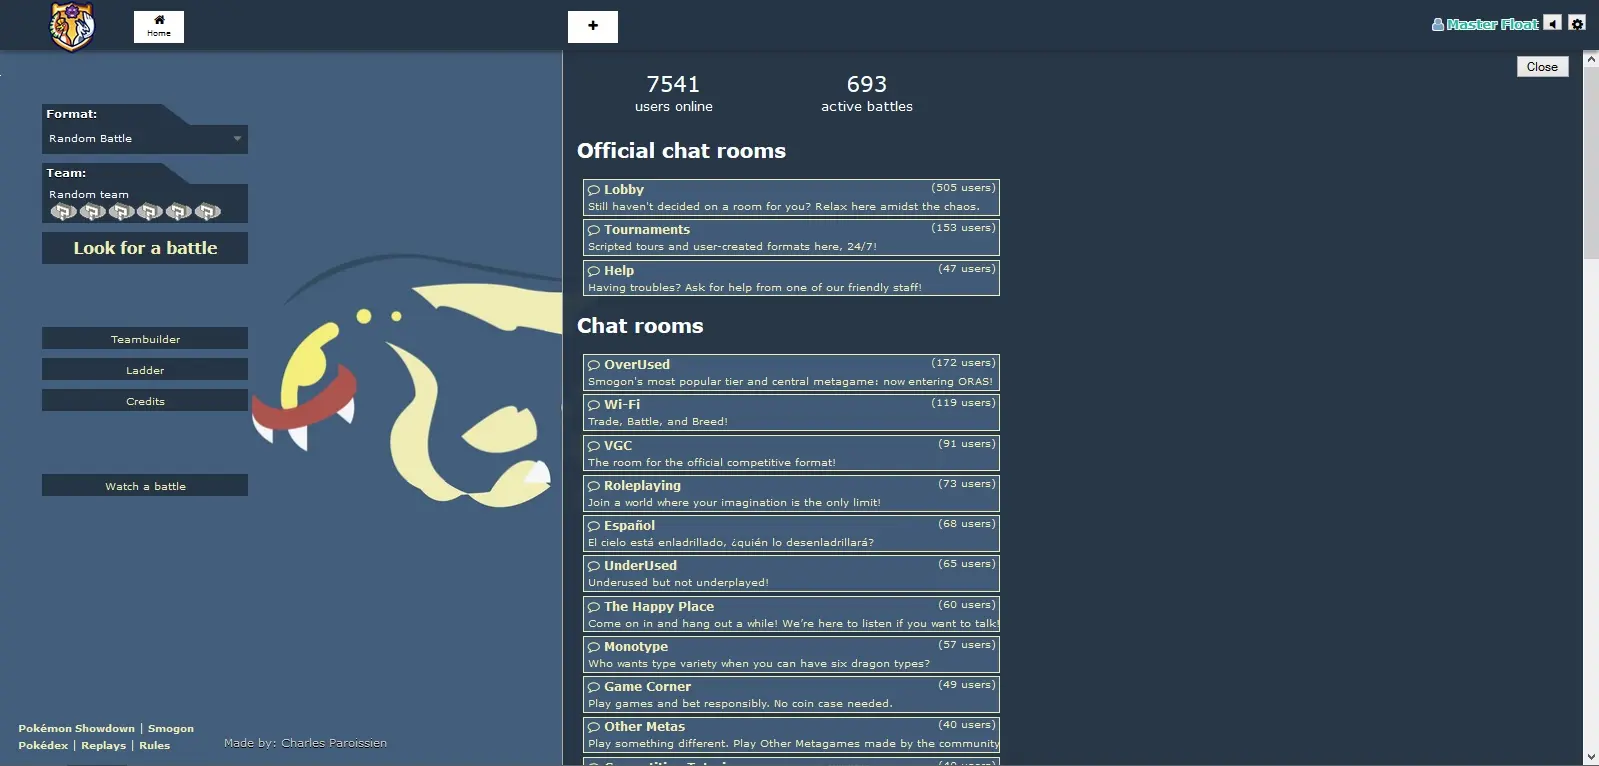 Home
Master Float
Close
Format:
Random Battle
Team:
Random team
Look for a battle
Teambuilder
Ladder
Credits
Watch a battle
Pokémon Showdown | Smogon
Pokédex | Replays | Rules
Made by: Charles Paroissien
7541
users online
693
active battles
Official chat rooms
Lobby (505 users)
Still haven't decided on a room for you? Relax here amidst the chaos.
Tournaments (153 users)
Scripted tours and user-created formats here, 24/7!
Help (47 users)
Having troubles? Ask for help from one of our friendly staff!
Chat rooms
OverUsed (172 users)
Smogon's most popular tier and central metagame: now entering ORAS!
Wi-Fi (119 users)
Trade, Battle, and Breed!
VGC (91 users)
The room for the official competitive format!
Roleplaying (73 users)
Join a world where your imagination is the only limit!
Español (68 users)
El cielo está enladrillado, ¿quién lo desenladrillará?
UnderUsed (65 users)
Underused but not underplayed!
The Happy Place (60 users)
Come on in and hang out a while! We're here to listen if you want to talk!
Monotype (57 users)
Who wants type variety when you can have six dragon types?
Game Corner (49 users)
Play games and bet responsibly. No coin case needed.
Other Metas (40 users)
Play something different. Play Other Metagames made by the community